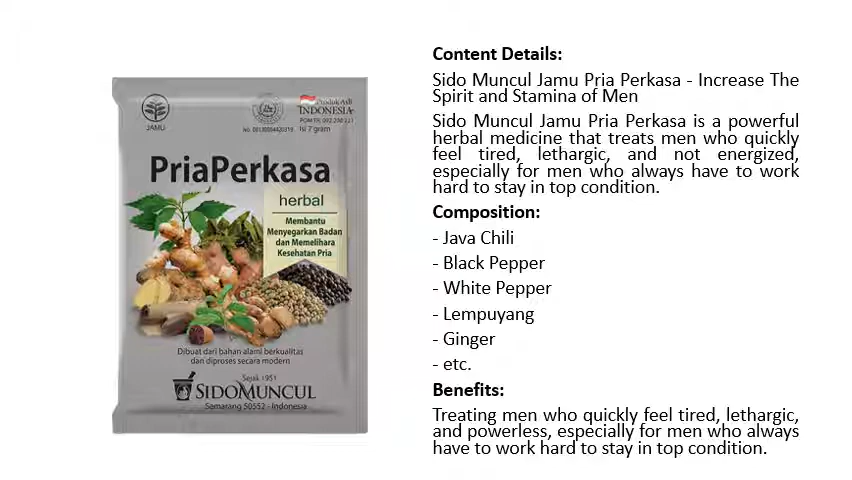 JAMU
ProdukAsli
INDONESIA
POM TR.
Isi 7 gram
PriaPerkasa
herbal
Membantu
Menyegarkan Badan
dan Memelihara
Kesehatan Pria
Dibuat dari bahan alami berkualitas
dan diproses secara modern
Sejak 1951
SIDOMUNCUL
Semarang 50552 - Indonesia
Content Details:
Sido Muncul Jamu Pria Perkasa - Increase The
Spirit and Stamina of Men
Sido Muncul Jamu Pria Perkasa is a powerful
herbal medicine that treats men who quickly
feel tired, lethargic, and not energized,
especially for men who always have to work
hard to stay in top condition.
Composition:
- Java Chili
- Black Pepper
- White Pepper
- Lempuyang
- Ginger
- etc.
Benefits:
Treating men who quickly feel tired, lethargic,
and powerless, especially for men who always
have to work hard to stay in top condition.